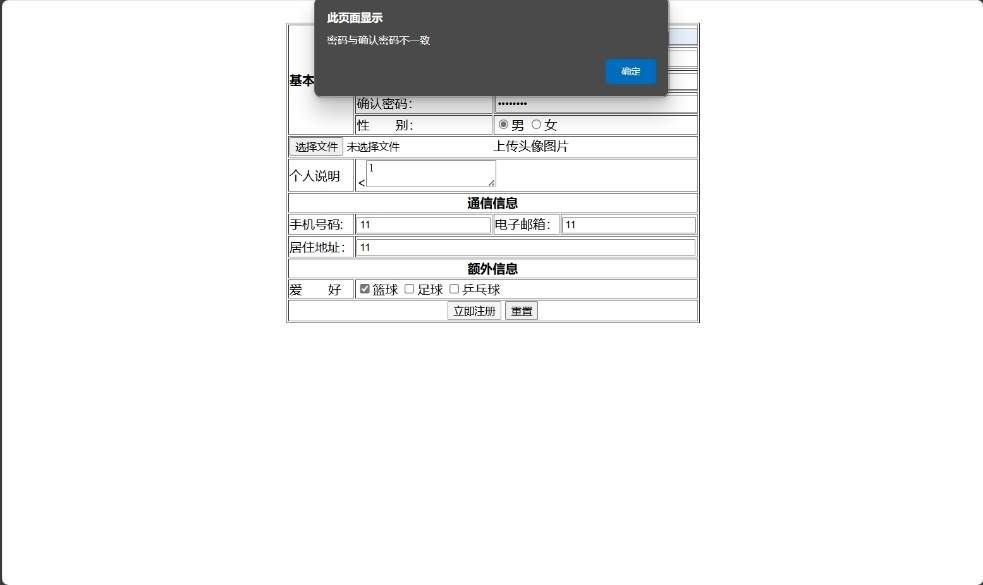 此页面显示
密码与确认密码不一致
确定
基本
确认密码: ••••••••
性 别: 男 女
选择文件 未选择文件 上传头像图片
个人说明 < 1
通信信息
手机号码: 11 电子邮箱: 11
居住地址: 11
额外信息
爱 好 篮球 足球 乒乓球
立即注册 重置